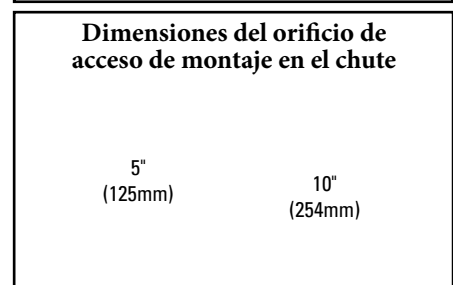 Dimensiones del orificio de
acceso de montaje en el chute
5"
(125mm)
10"
(254mm)